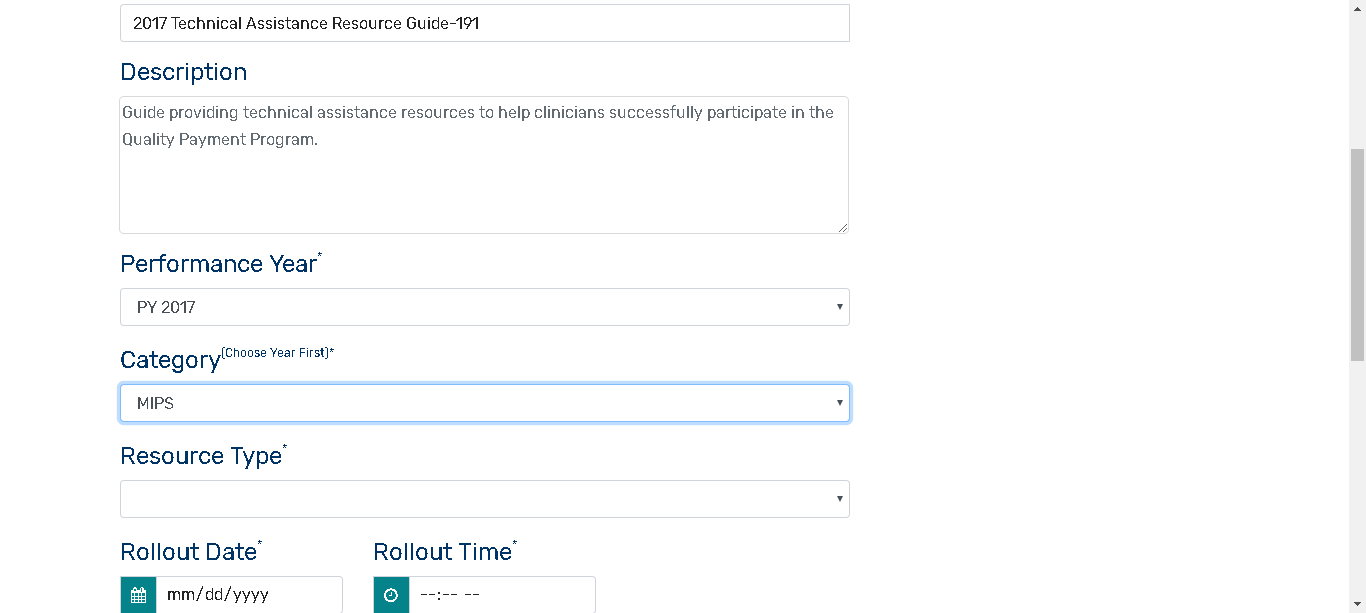 2017 Technical Assistance Resource Guide-191
Description
Guide providing technical assistance resources to help clinicians successfully participate in the
Quality Payment Program.
Performance Year*
PY 2017
Category(Choose Year First)*
MIPS
Resource Type*
Rollout Date* Rollout Time*
mm/dd/yyyy --:-- --